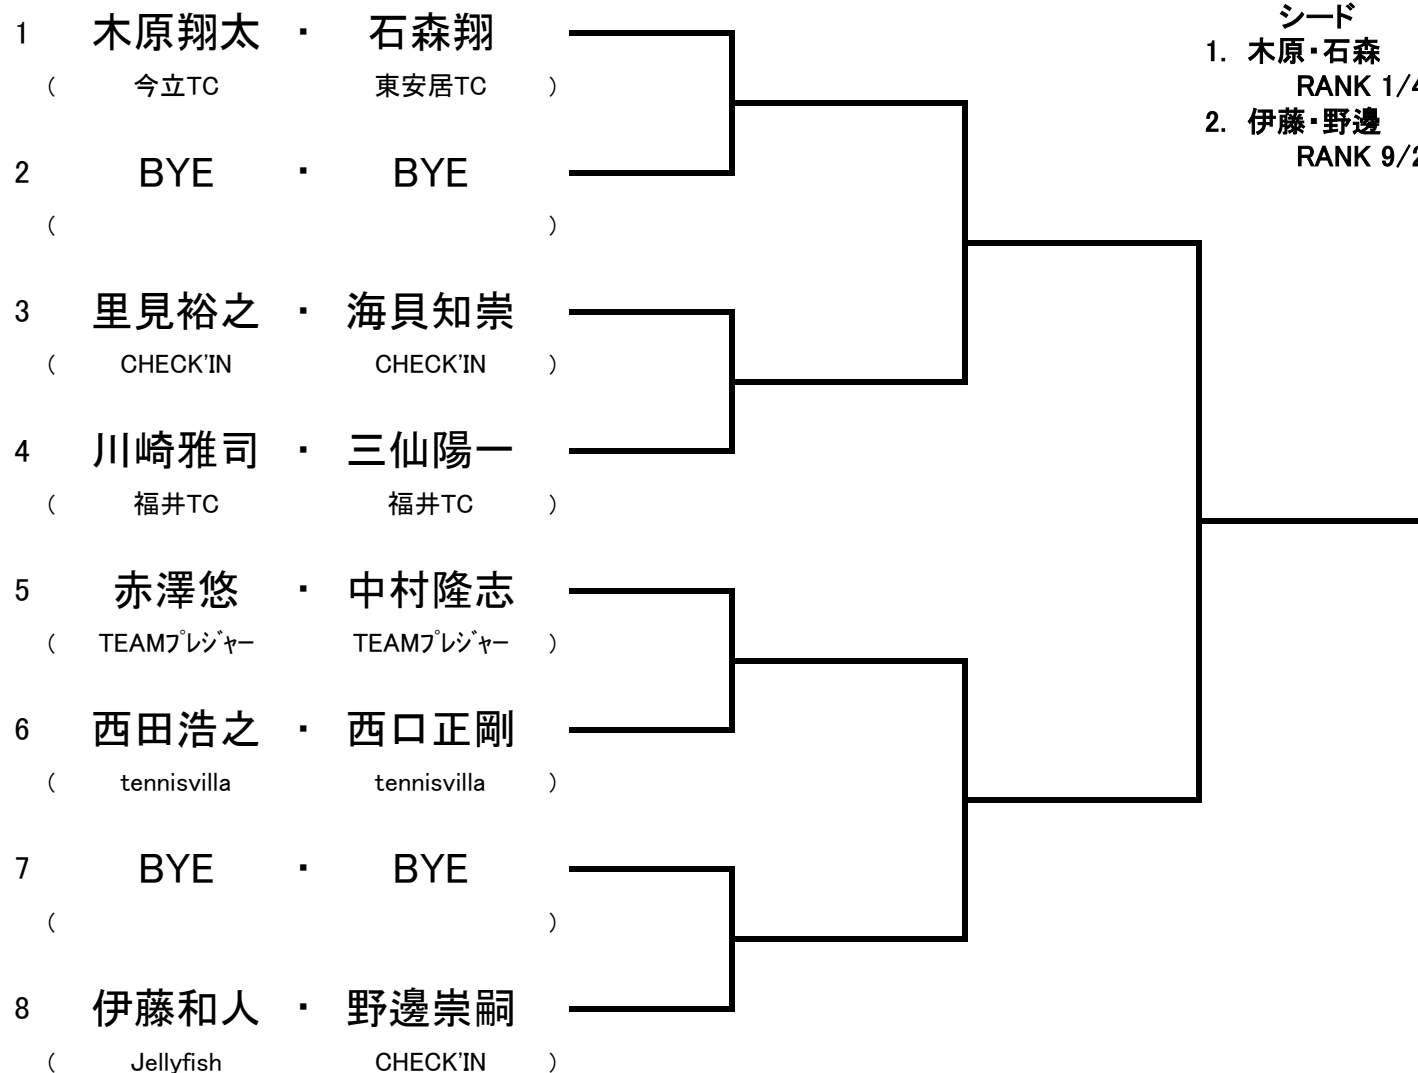 1 木原翔太 ・ 石森翔
( 今立TC 東安居TC )
2 BYE ・ BYE
( )
3 里見裕之 ・ 海貝知崇
( CHECK'IN CHECK'IN )
4 川崎雅司 ・ 三仙陽一
( 福井TC 福井TC )
5 赤澤悠 ・ 中村隆志
( TEAMﾌﾟﾚｼﾞｬｰ TEAMﾌﾟﾚｼﾞｬｰ )
6 西田浩之 ・ 西口正剛
( tennisvilla tennisvilla )
7 BYE ・ BYE
( )
8 伊藤和人 ・ 野邊崇嗣
( Jellyfish CHECK'IN )
シード
1. 木原・石森
RANK 1/4
2. 伊藤・野邊
RANK 9/2